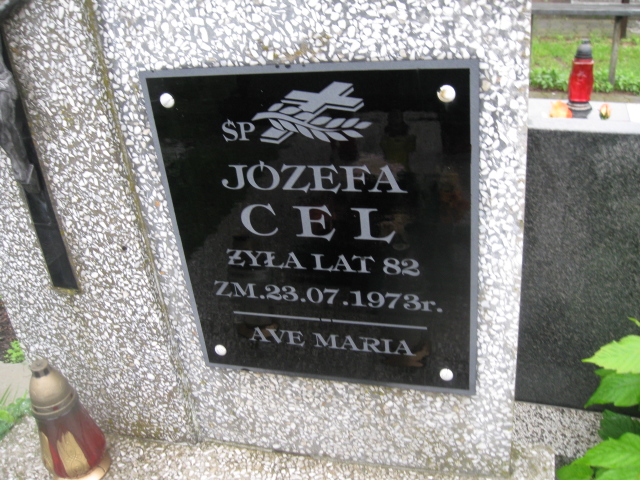 ŚP
JÓZEFA
CEL
ŻYŁA LAT 82
ZM.23.07.1973r.
AVE MARIA